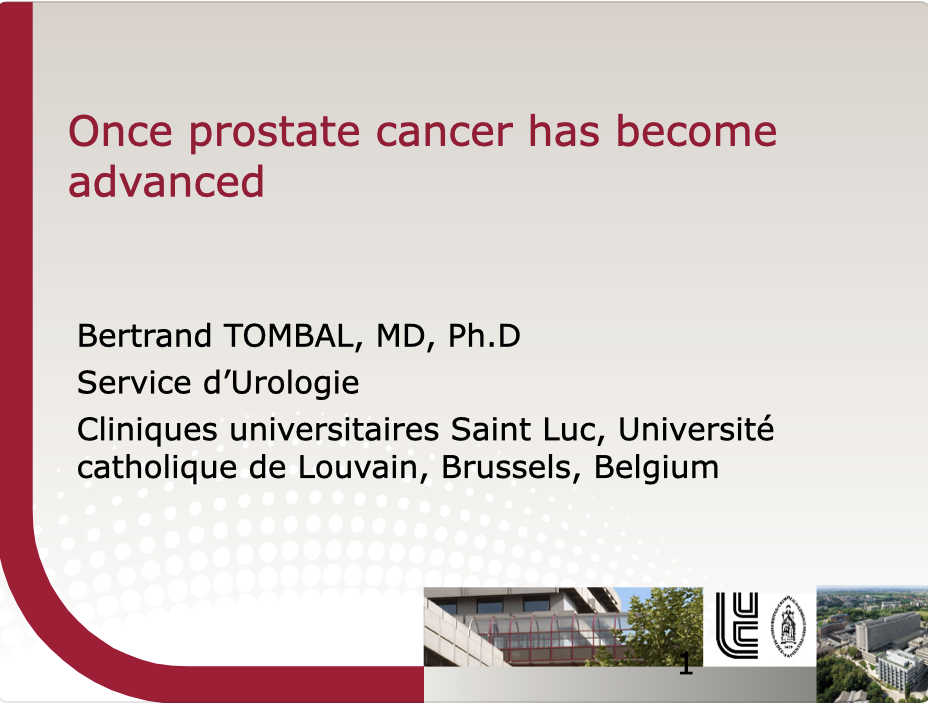 Once prostate cancer has become
advanced
Bertrand TOMBAL, MD, Ph.D
Service d’Urologie
Cliniques universitaires Saint Luc, Université
catholique de Louvain, Brussels, Belgium
1